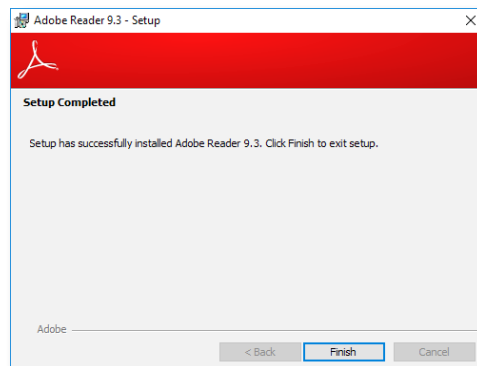 Adobe Reader 9.3 - Setup
Setup Completed
Setup has successfully installed Adobe Reader 9.3. Click Finish to exit setup.
Adobe
< Back Finish Cancel